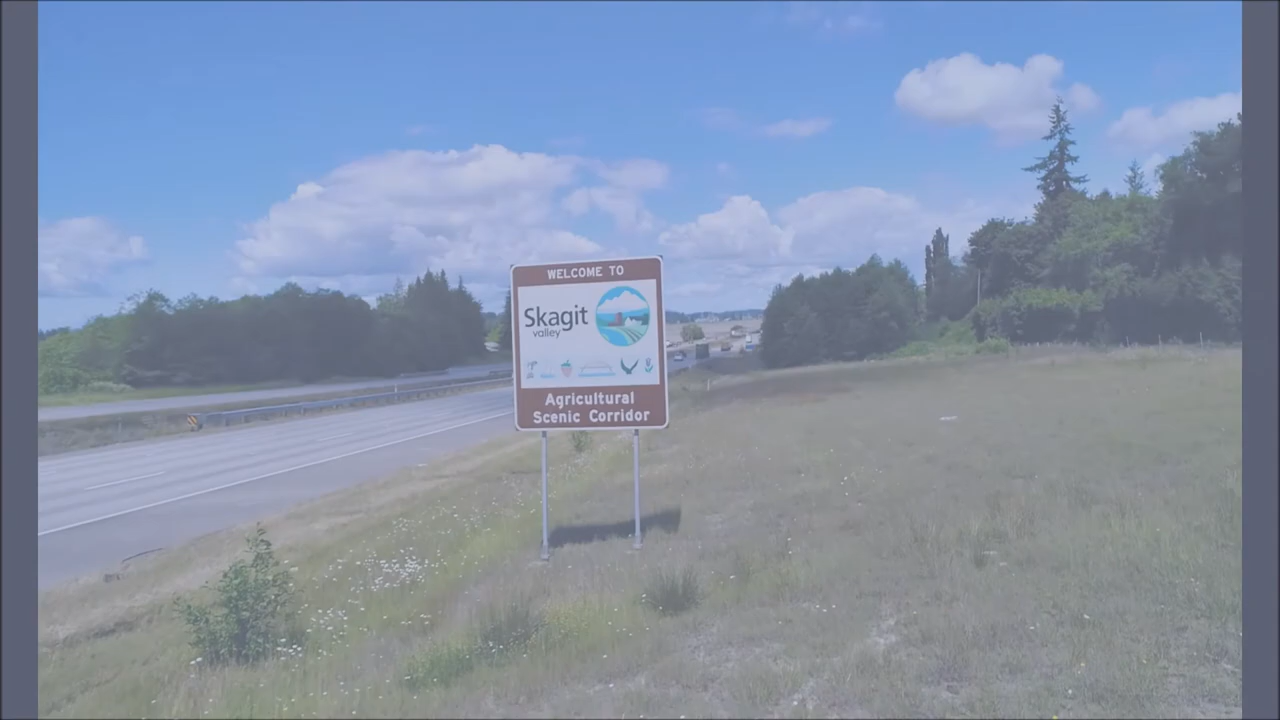 WELCOME TO
Skagit
valley
Agricultural
Scenic Corridor